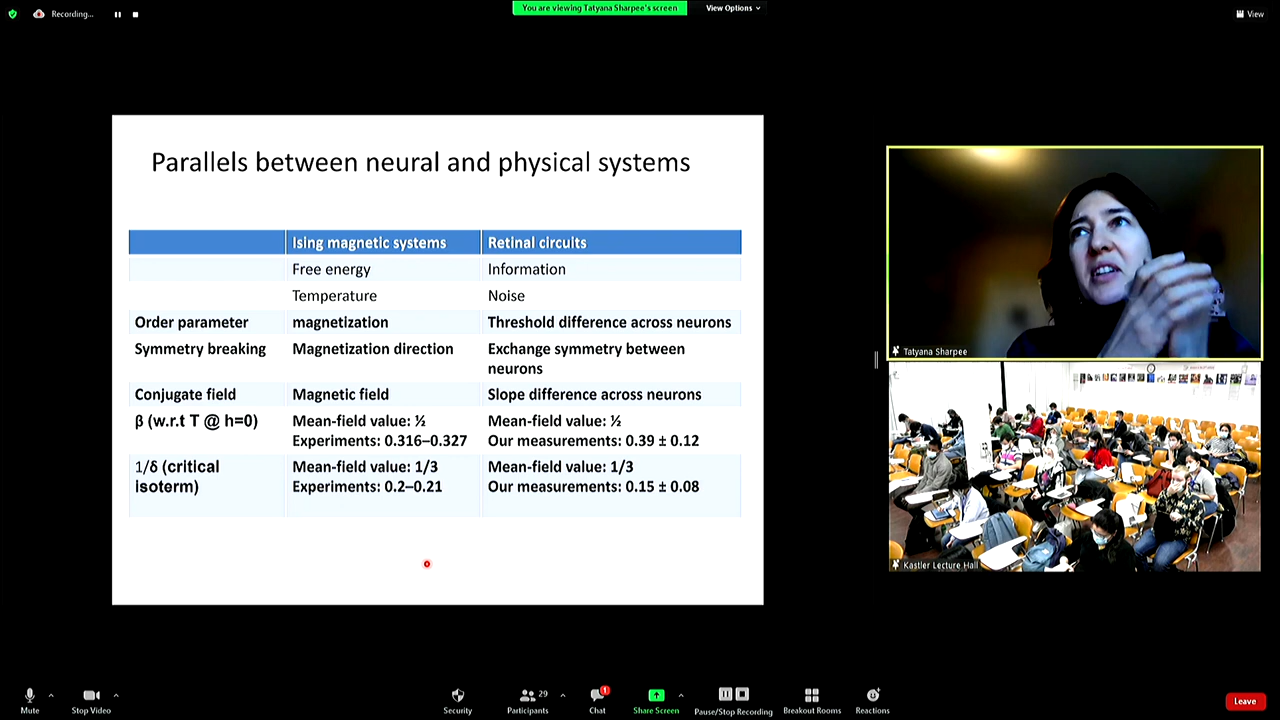 Recording...
You are viewing Tatyana Sharpee's screen
View Options
View
Parallels between neural and physical systems
Ising magnetic systems
Retinal circuits
Free energy
Information
Temperature
Noise
Order parameter
magnetization
Threshold difference across neurons
Symmetry breaking
Magnetization direction
Exchange symmetry between
neurons
Conjugate field
Magnetic field
Slope difference across neurons
β (w.r.t T @ h=0)
Mean-field value: ½
Experiments: 0.316–0.327
Mean-field value: ½
Our measurements: 0.39 ± 0.12
1/δ (critical
isoterm)
Mean-field value: 1/3
Experiments: 0.2–0.21
Mean-field value: 1/3
Our measurements: 0.15 ± 0.08
Tatyana Sharpee
Kastler Lecture Hall
Mute
Stop Video
Security
29
Participants
1
Chat
Share Screen
Pause/Stop Recording
Breakout Rooms
Reactions
Leave